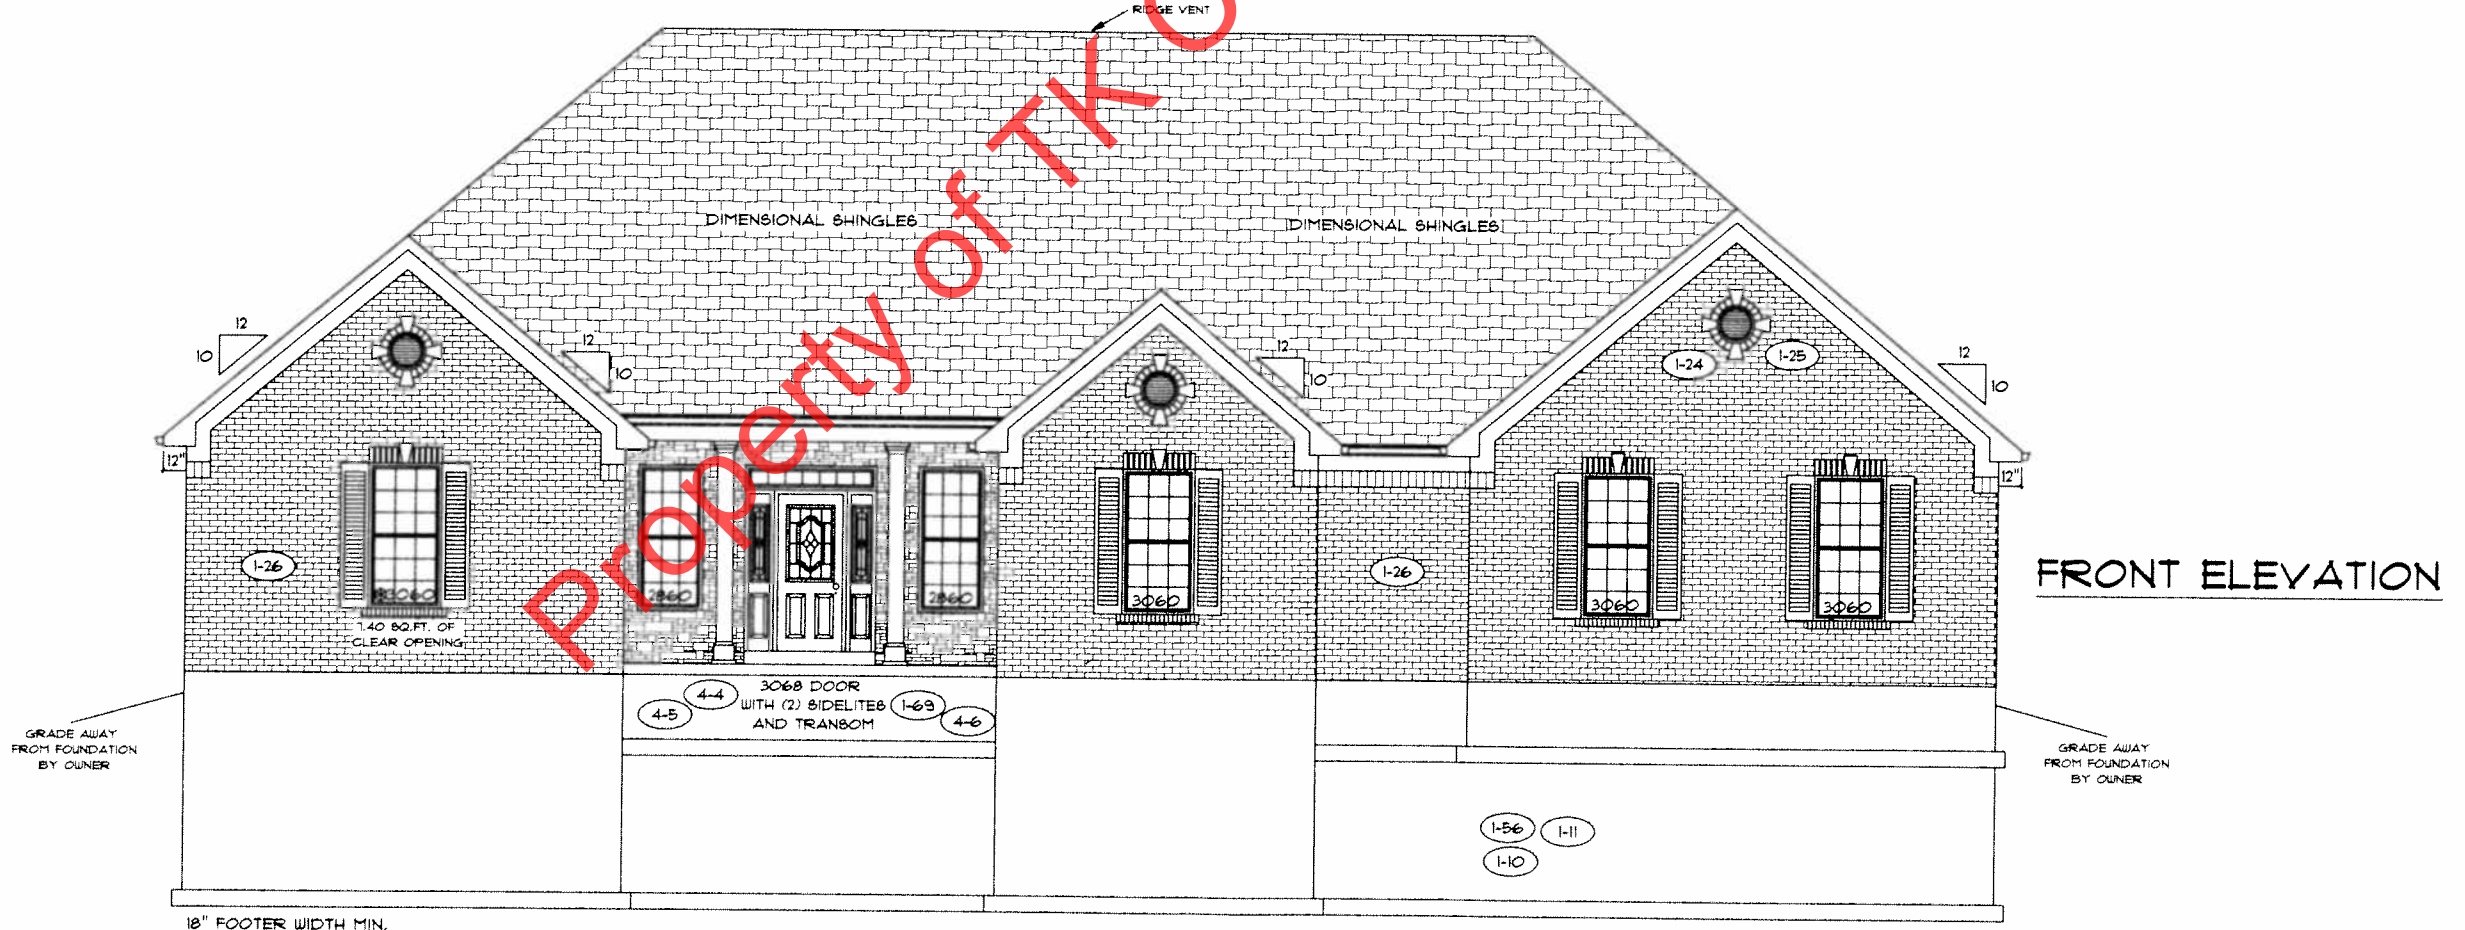 RIDGE VENT
DIMENSIONAL SHINGLES
DIMENSIONAL SHINGLES
Property of TK
12
10
12
10
12
10
12
10
1-24
1-25
12"
12"
1-26
1-26
3060
2860
2860
3060
3060
3060
7.40 SQ.FT. OF
CLEAR OPENING
FRONT ELEVATION
4-5
4-4
3068 DOOR
WITH (2) SIDELITES
AND TRANSOM
1-69
4-6
GRADE AWAY
FROM FOUNDATION
BY OWNER
GRADE AWAY
FROM FOUNDATION
BY OWNER
1-56
1-11
1-10
18" FOOTER WIDTH MIN.